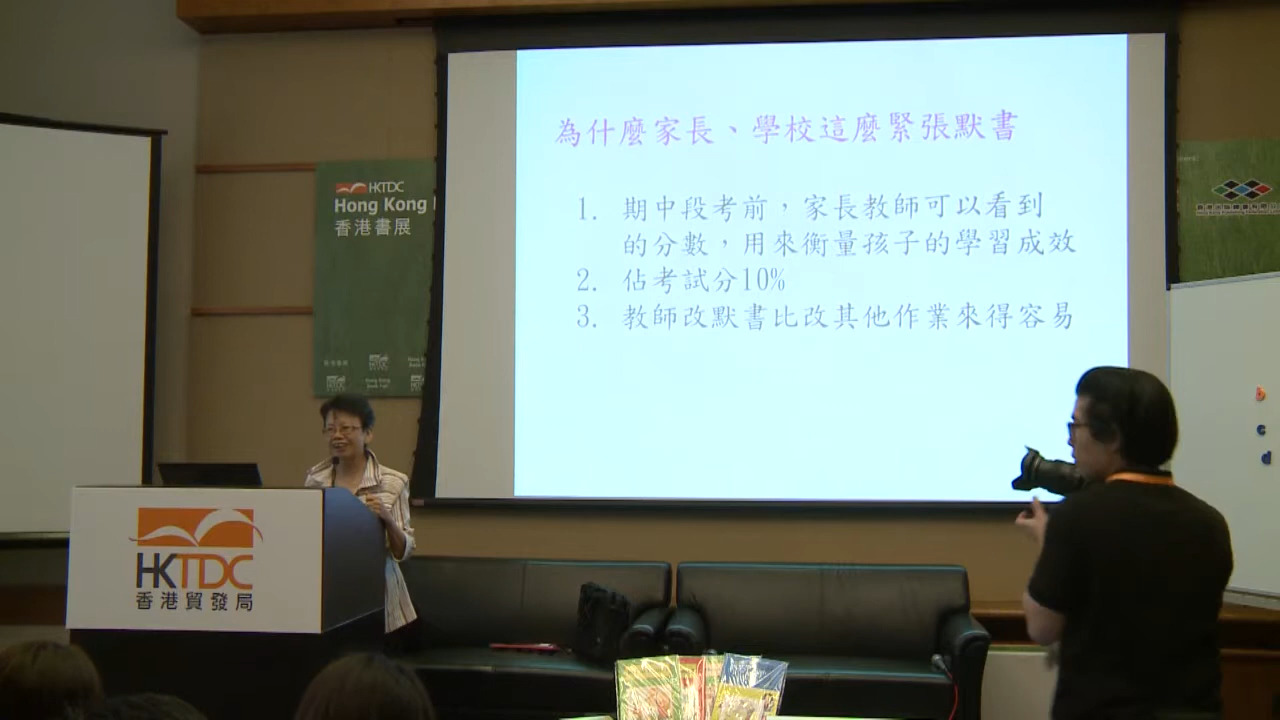 為什麼家長、學校這麼緊張默書
1. 期中段考前，家長教師可以看到
的分數，用來衡量孩子的學習成效
2. 佔考試分10%
3. 教師改默書比改其他作業來得容易
HKTDC
Hong Kong
香港書展
HKTDC
香港貿發局
b
c
d